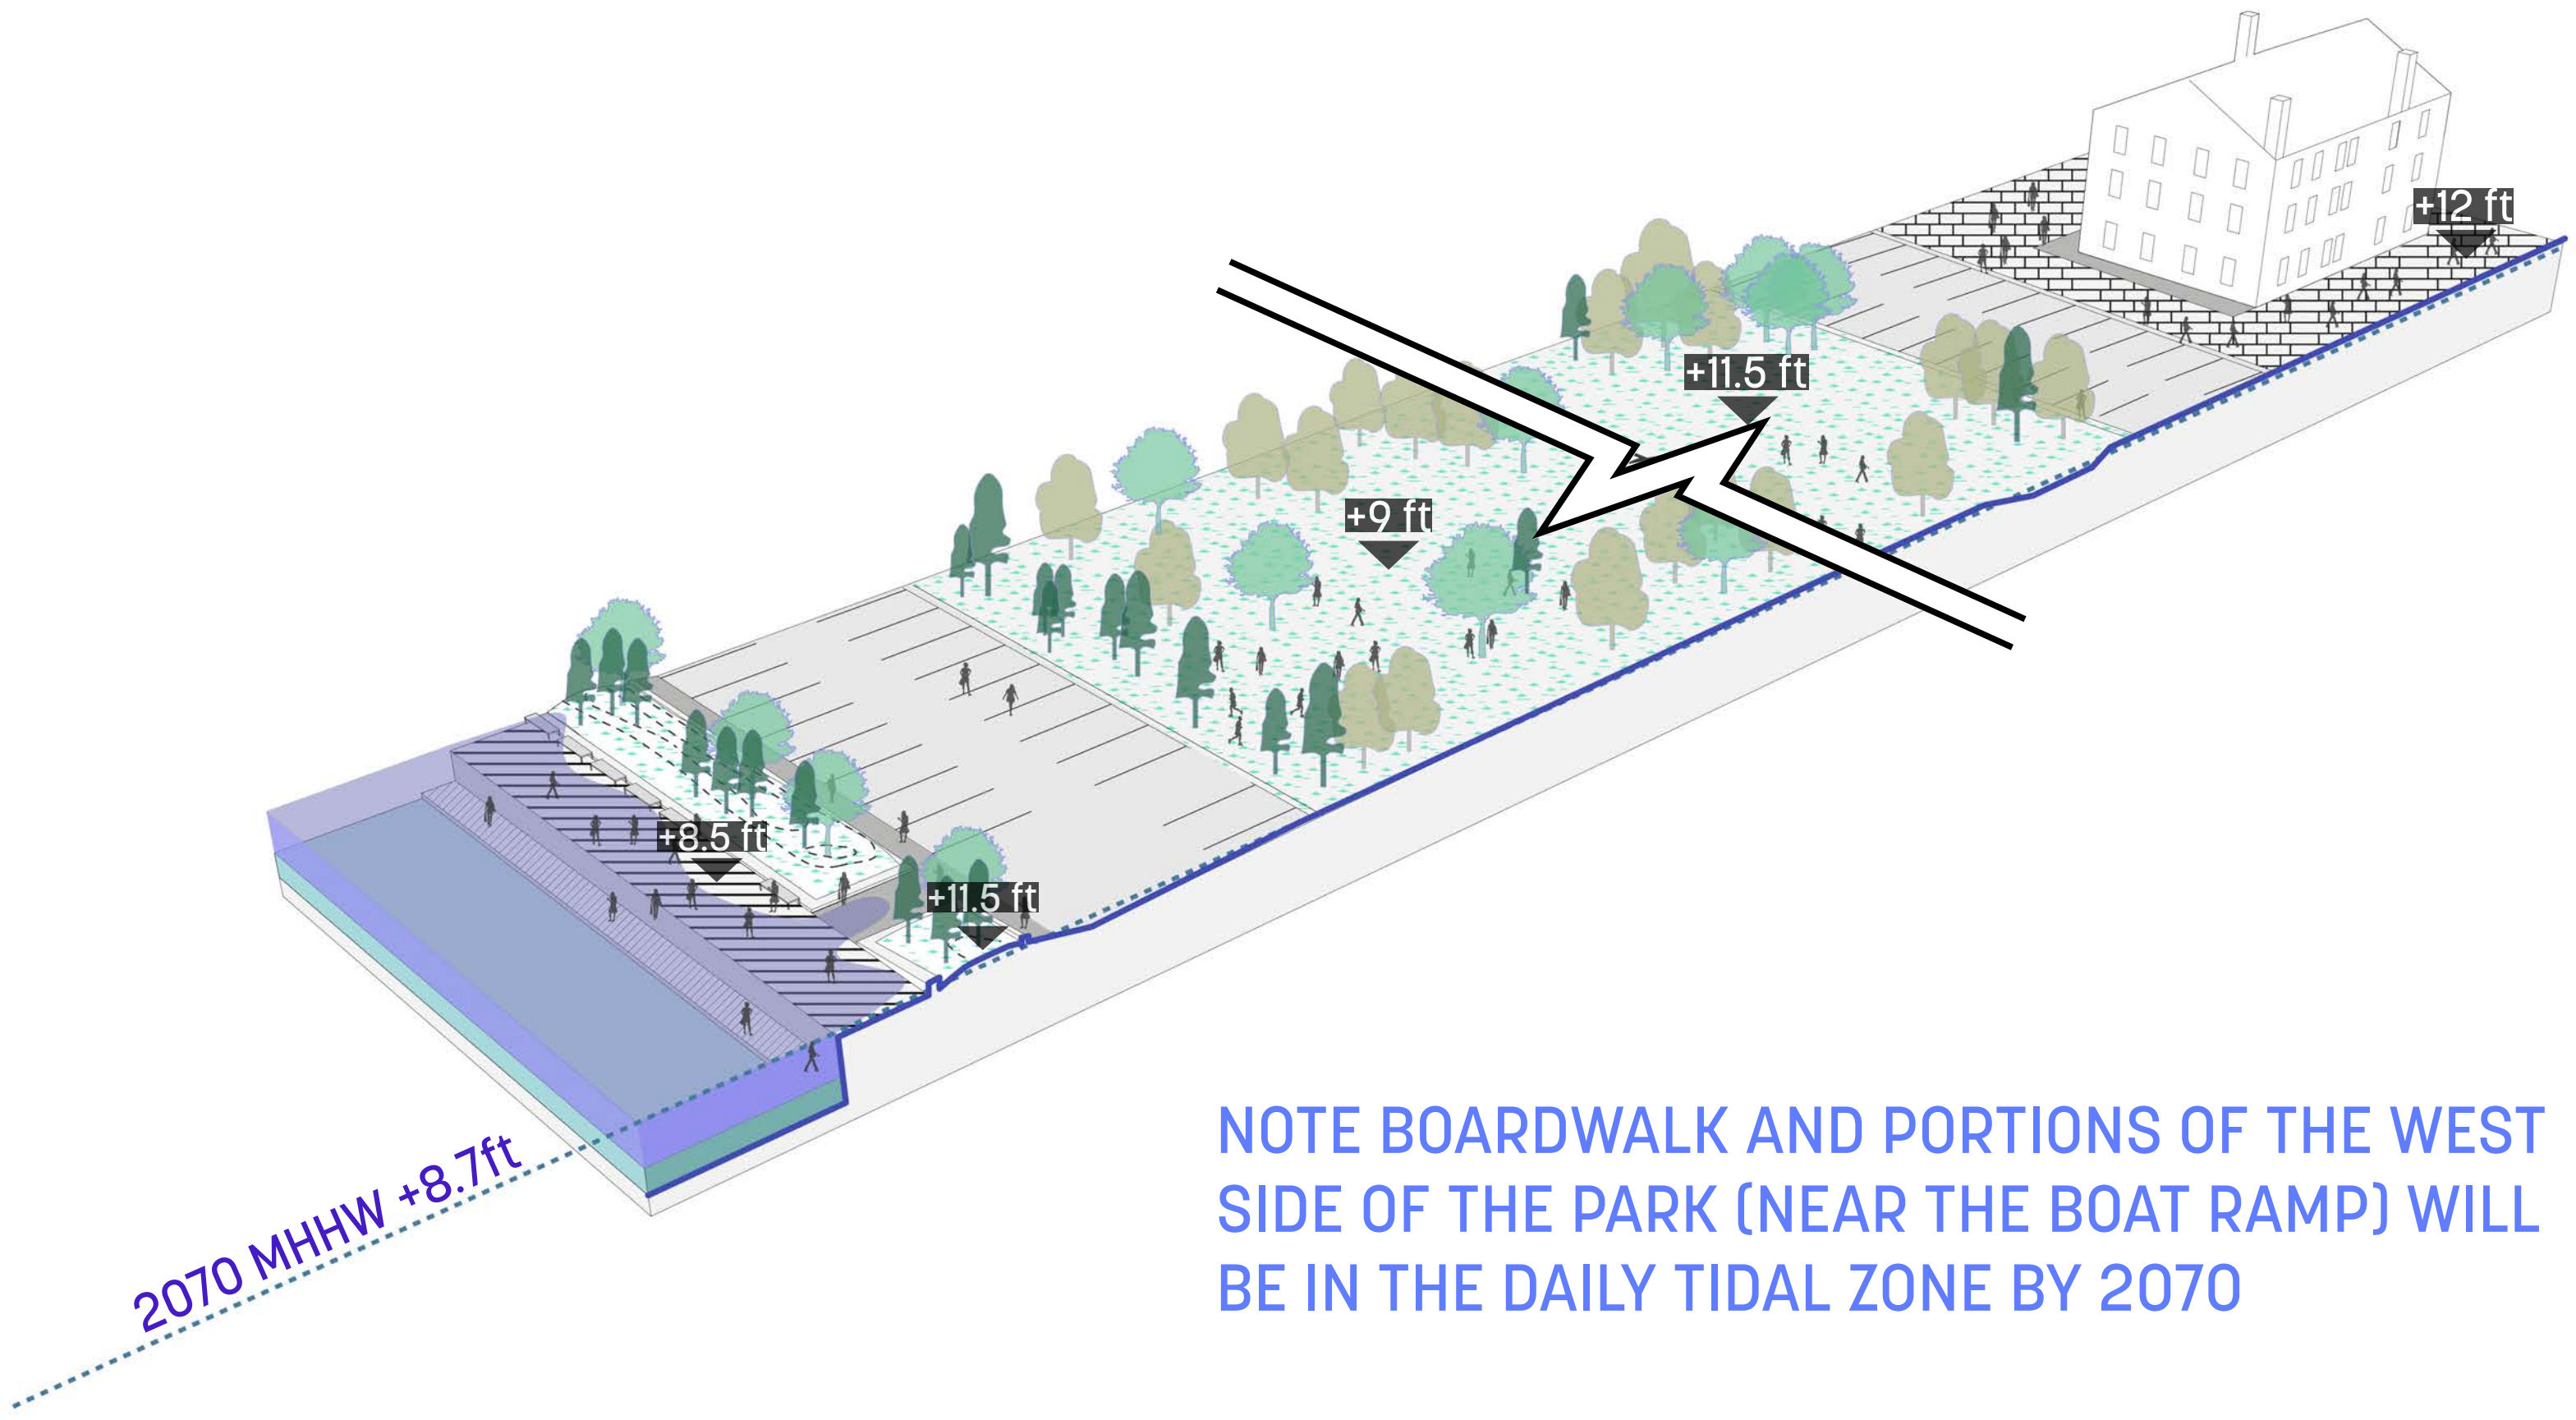 +12 ft
+11.5 ft
+9 ft
+8.5 ft
+11.5 ft
2070 MHHW +8.7ft
NOTE BOARDWALK AND PORTIONS OF THE WEST
SIDE OF THE PARK (NEAR THE BOAT RAMP) WILL
BE IN THE DAILY TIDAL ZONE BY 2070